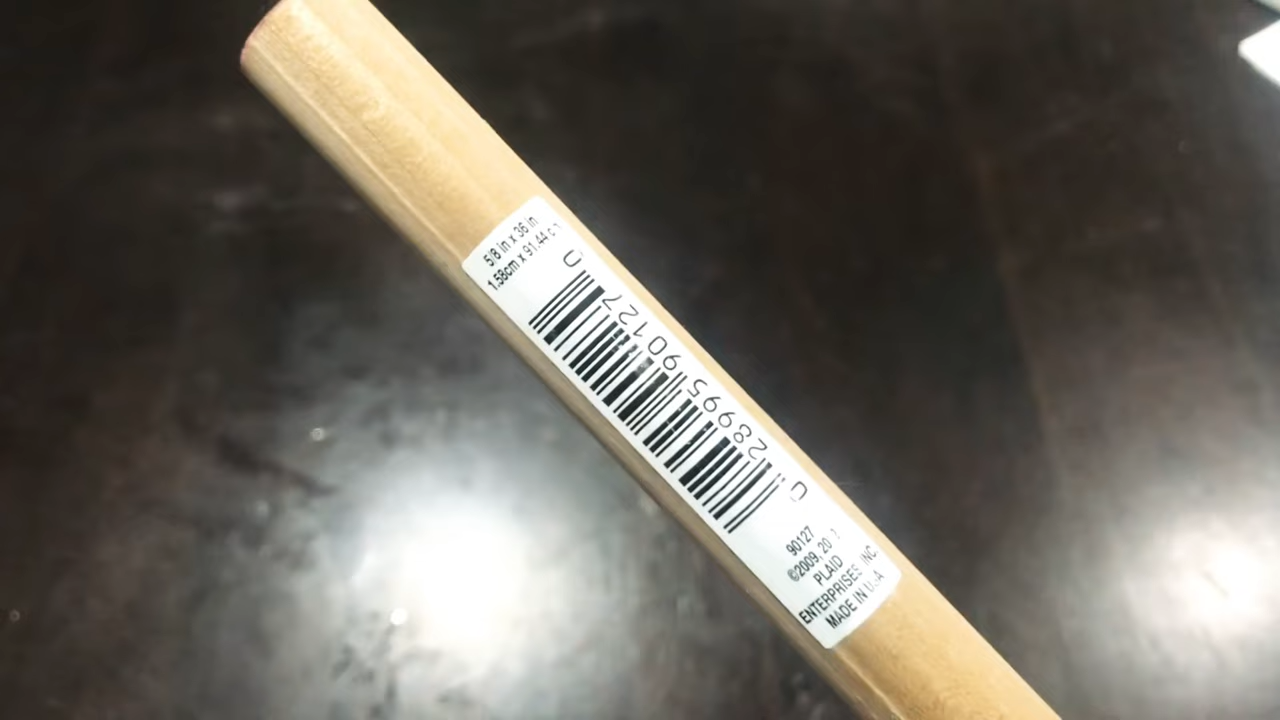 5/8 in x 36 in
1.58cm x 91.44 cm
0 28995 90127 0
90127
©2009,
PLAID
ENTERPRISES, INC.
MADE IN U.S.A